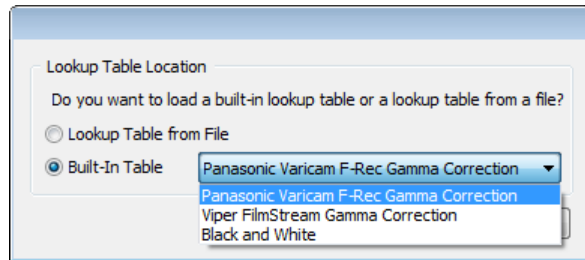 Lookup Table Location
Do you want to load a built-in lookup table or a lookup table from a file?
Lookup Table from File
Built-In Table Panasonic Varicam F-Rec Gamma Correction
Panasonic Varicam F-Rec Gamma Correction
Viper FilmStream Gamma Correction
Black and White